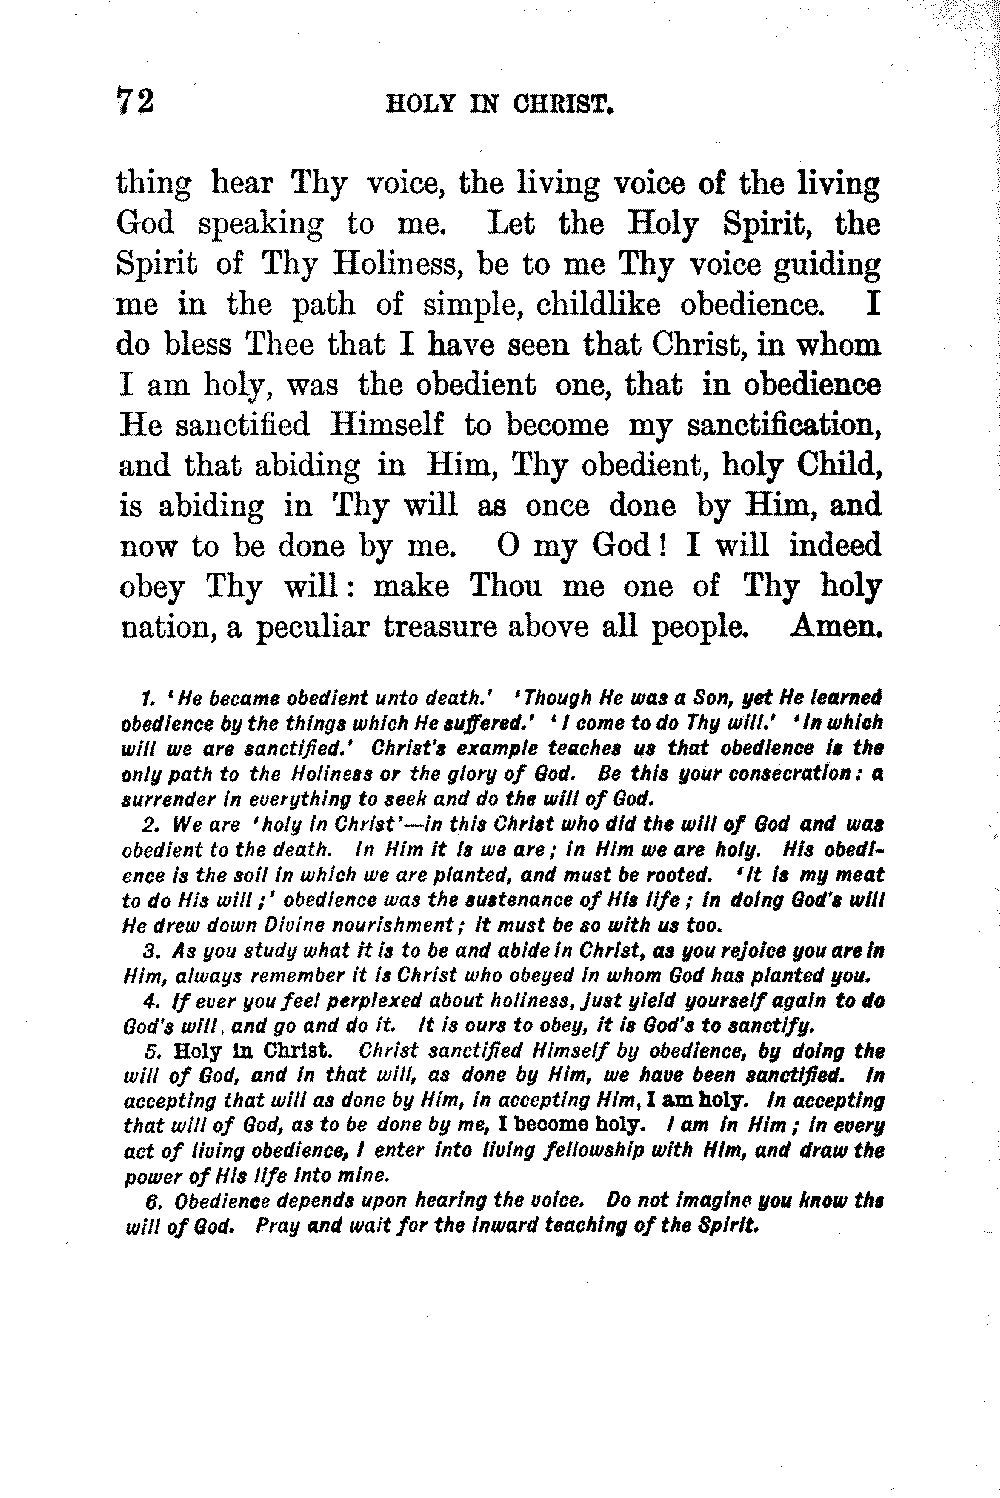 72 HOLY IN CHRIST.
thing hear Thy voice, the living voice of the living
God speaking to me. Let the Holy Spirit, the
Spirit of Thy Holiness, be to me Thy voice guiding
me in the path of simple, childlike obedience. I
do bless Thee that I have seen that Christ, in whom
I am holy, was the obedient one, that in obedience
He sanctified Himself to become my sanctification,
and that abiding in Him, Thy obedient, holy Child,
is abiding in Thy will as once done by Him, and
now to be done by me. O my God! I will indeed
obey Thy will: make Thou me one of Thy holy
nation, a peculiar treasure above all people. Amen.
1. 'He became obedient unto death.' 'Though He was a Son, yet He learned
obedience by the things which He suffered.' 'I come to do Thy will.' 'In which
will we are sanctified.' Christ's example teaches us that obedience is the
only path to the Holiness or the glory of God. Be this your consecration: a
surrender in everything to seek and do the will of God.
2. We are 'holy in Christ'—in this Christ who did the will of God and was
obedient to the death. In Him it is we are; in Him we are holy. His obedi-
ence is the soil in which we are planted, and must be rooted. 'It is my meat
to do His will;' obedience was the sustenance of His life; in doing God's will
He drew down Divine nourishment; it must be so with us too.
3. As you study what it is to be and abide in Christ, as you rejoice you are in
Him, always remember it is Christ who obeyed in whom God has planted you.
4. If ever you feel perplexed about holiness, just yield yourself again to do
God's will, and go and do it. It is ours to obey, it is God's to sanctify.
5. Holy in Christ. Christ sanctified Himself by obedience, by doing the
will of God, and in that will, as done by Him, we have been sanctified. In
accepting that will as done by Him, in accepting Him, I am holy. In accepting
that will of God, as to be done by me, I become holy. I am in Him; in every
act of living obedience, I enter into living fellowship with Him, and draw the
power of His life into mine.
6. Obedience depends upon hearing the voice. Do not imagine you know the
will of God. Pray and wait for the inward teaching of the Spirit.